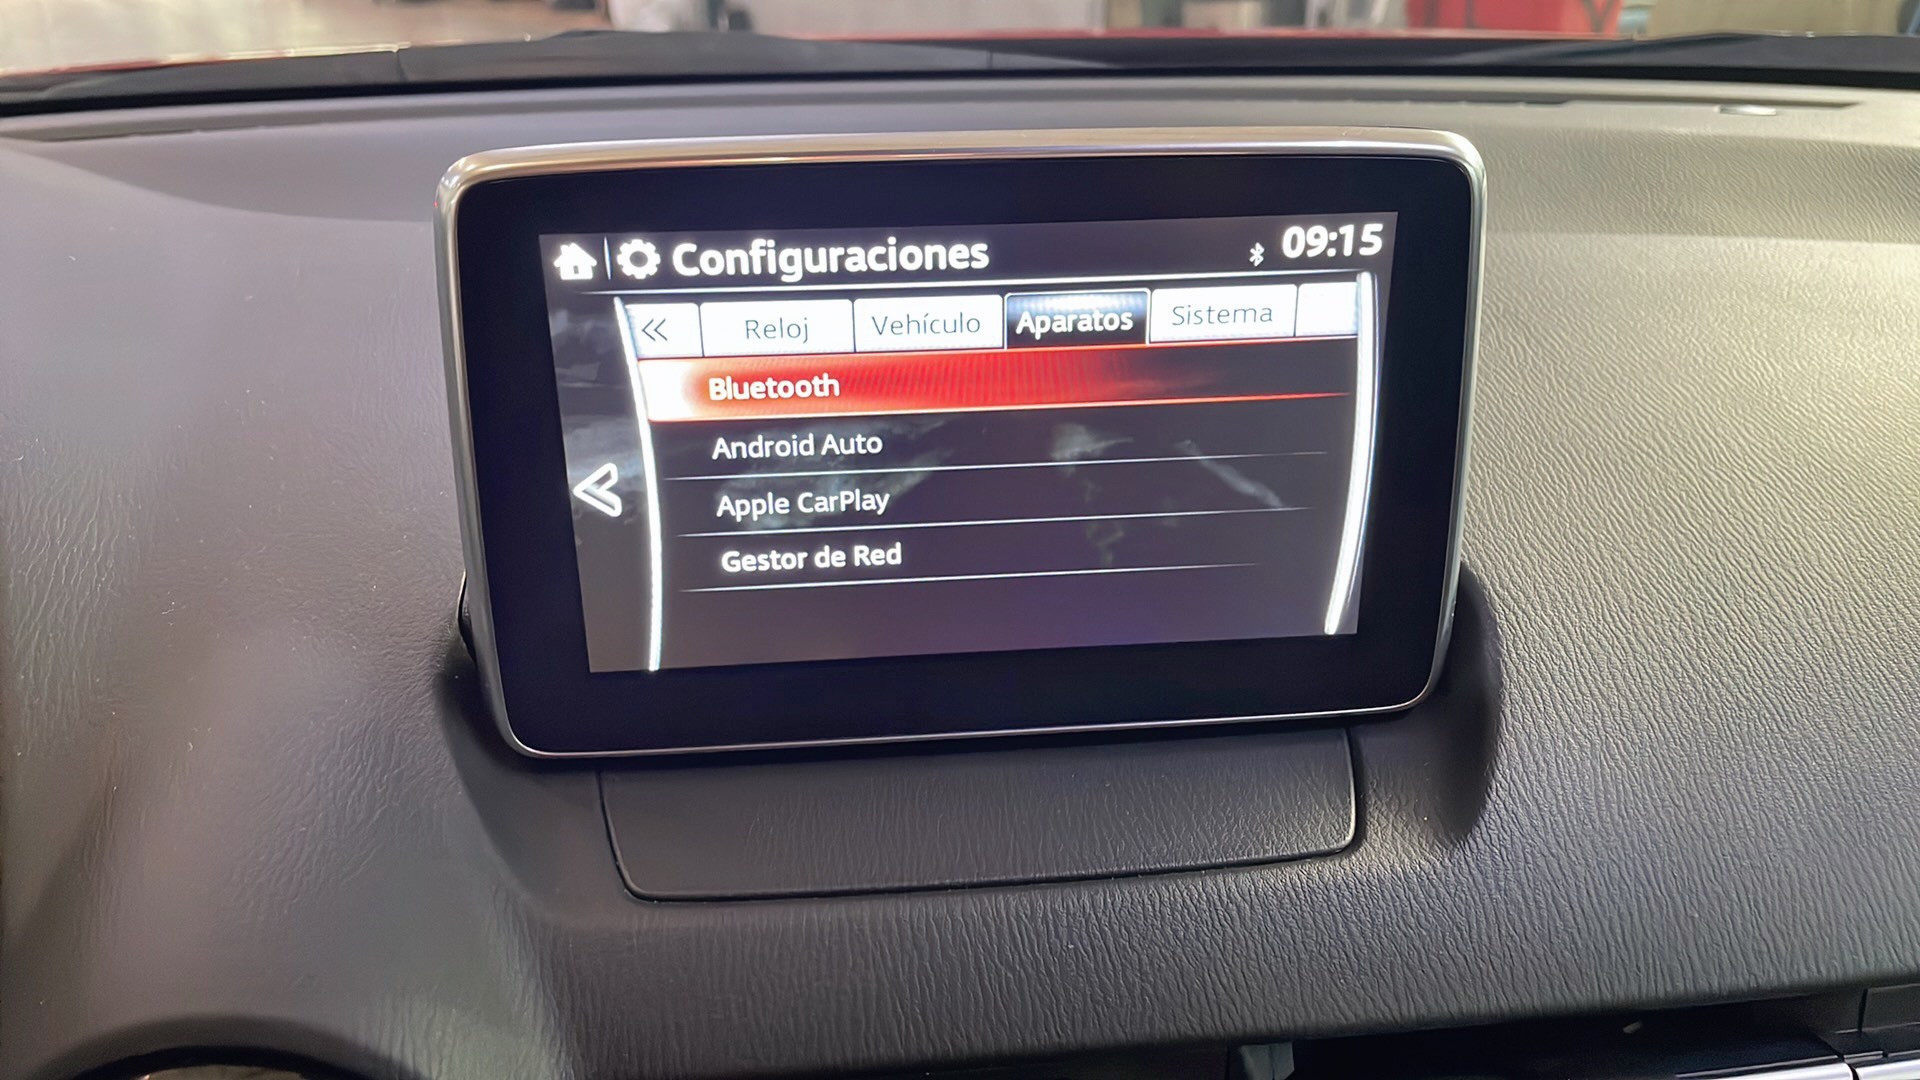 Configuraciones 09:15
« Reloj Vehículo Aparatos Sistema
Bluetooth
Android Auto
Apple CarPlay
Gestor de Red